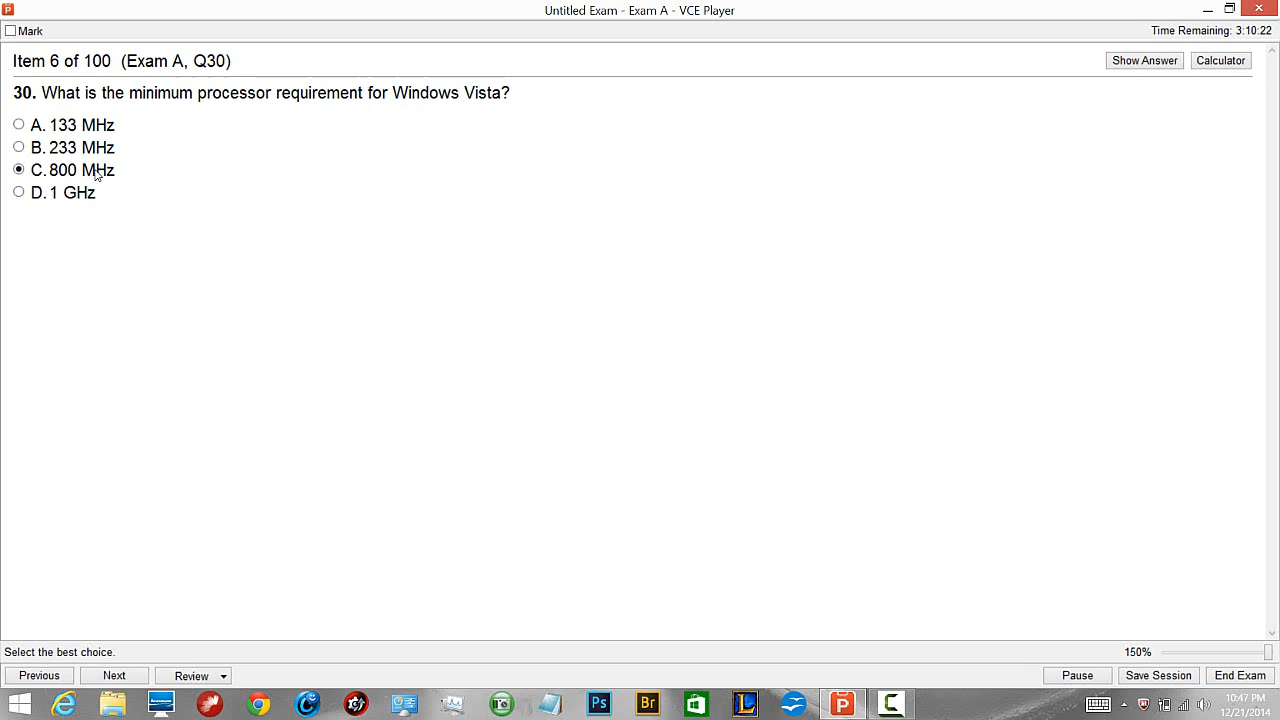 Untitled Exam - Exam A - VCE Player
Mark
Time Remaining: 3:10:22
Item 6 of 100 (Exam A, Q30)
Show Answer
Calculator
30. What is the minimum processor requirement for Windows Vista?
A. 133 MHz
B. 233 MHz
C. 800 MHz
D. 1 GHz
Select the best choice.
150%
Previous
Next
Review
Pause
Save Session
End Exam
Ps
Br
L
P
C
10:47 PM
12/21/2014